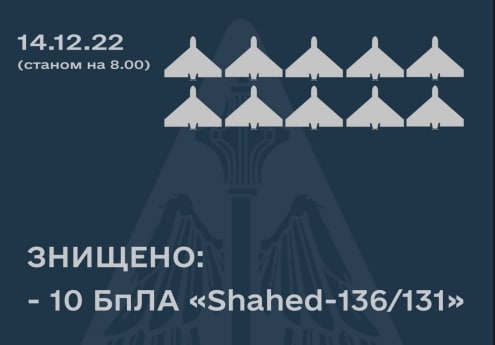 14.12.22
(станом на 8.00)
ЗНИЩЕНО:
- 10 БпЛА «Shahed-136/131»